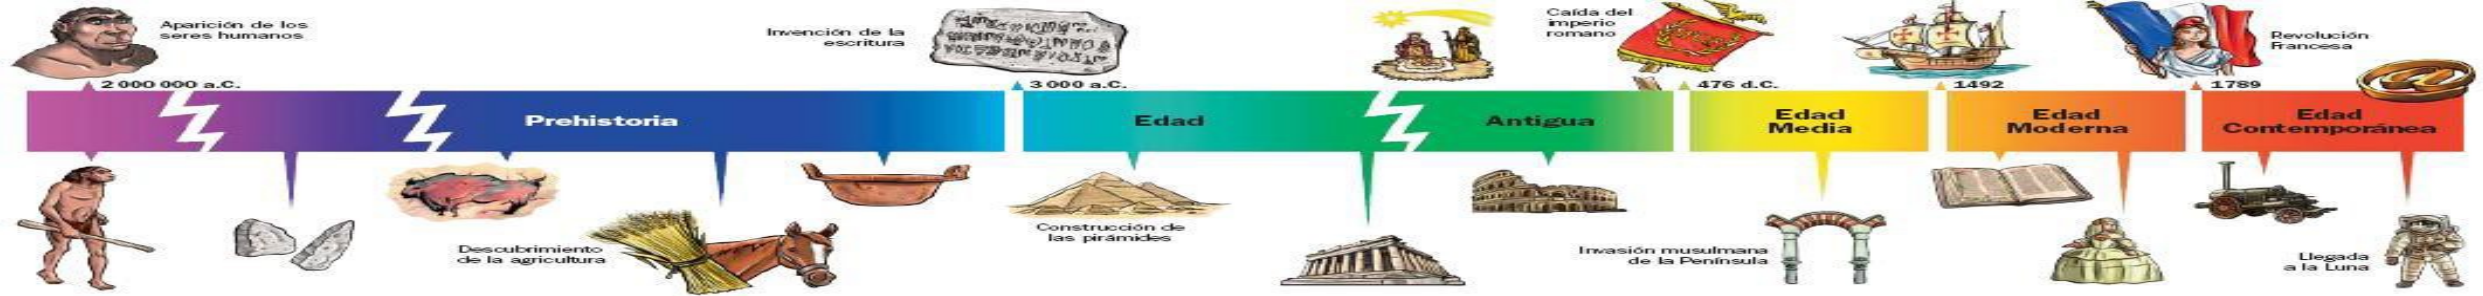 Aparición de los
seres humanos
Invención de la
escritura
Caída del
imperio
romano
Revolución
Francesa
2 000 000 a.C.
3 000 a.C.
476 d.C.
1492
1789
Prehistoria
Edad
Antigua
Edad
Media
Edad
Moderna
Edad
Contemporánea
Descubrimiento
de la agricultura
Construcción de
las pirámides
Invasión musulmana
de la Península
Llegada
a la Luna